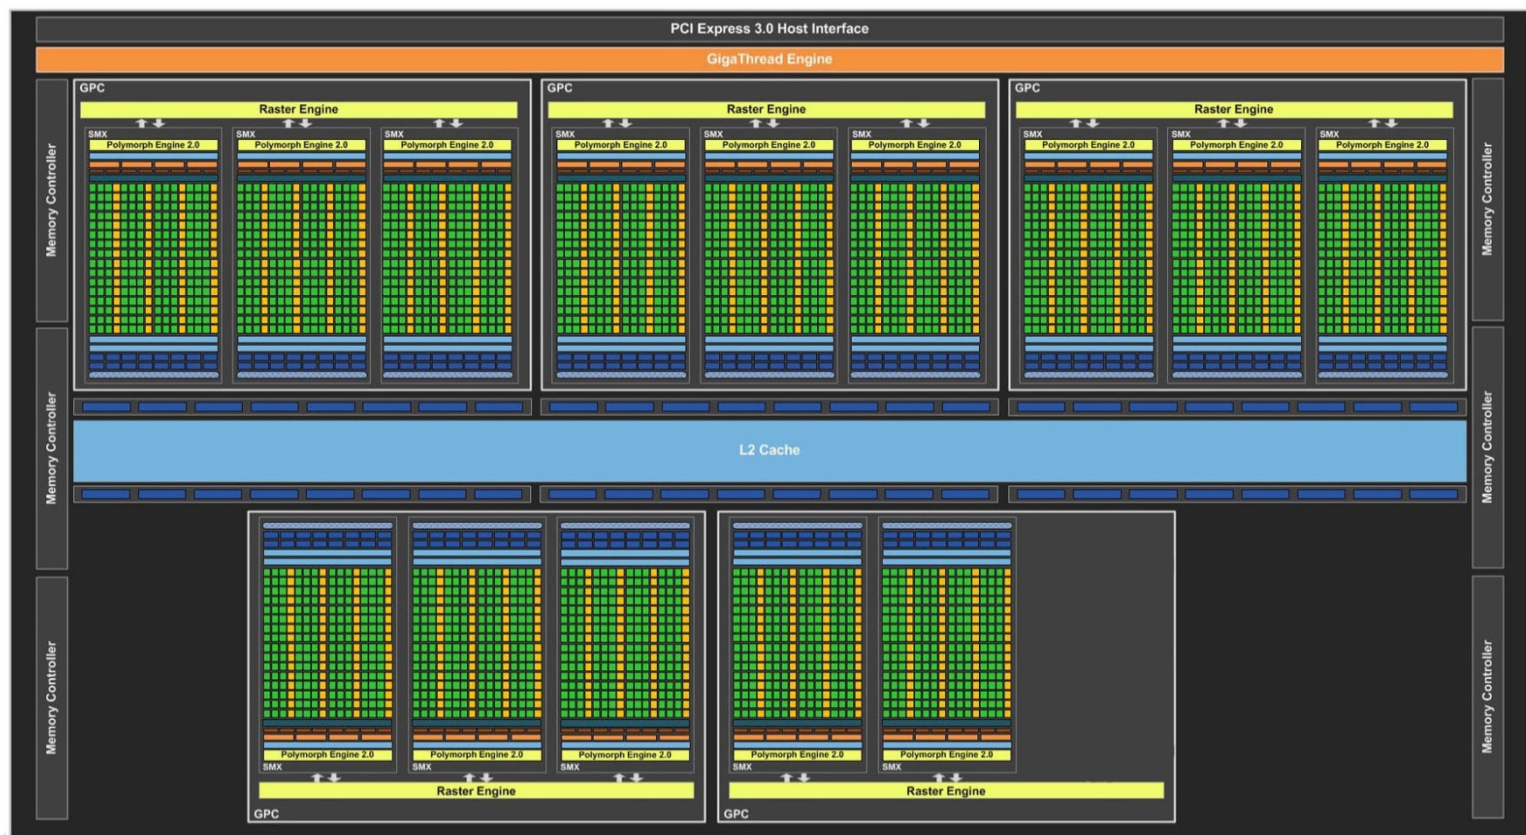 PCI Express 3.0 Host Interface
GigaThread Engine
Memory Controller
Memory Controller
Memory Controller
GPC
Raster Engine
SMX
Polymorph Engine 2.0
SMX
Polymorph Engine 2.0
SMX
Polymorph Engine 2.0
GPC
Raster Engine
SMX
Polymorph Engine 2.0
SMX
Polymorph Engine 2.0
SMX
Polymorph Engine 2.0
GPC
Raster Engine
SMX
Polymorph Engine 2.0
SMX
Polymorph Engine 2.0
SMX
Polymorph Engine 2.0
Memory Controller
Memory Controller
Memory Controller
L2 Cache
Polymorph Engine 2.0
SMX
Polymorph Engine 2.0
SMX
Polymorph Engine 2.0
SMX
Raster Engine
GPC
Polymorph Engine 2.0
SMX
Polymorph Engine 2.0
SMX
Raster Engine
GPC